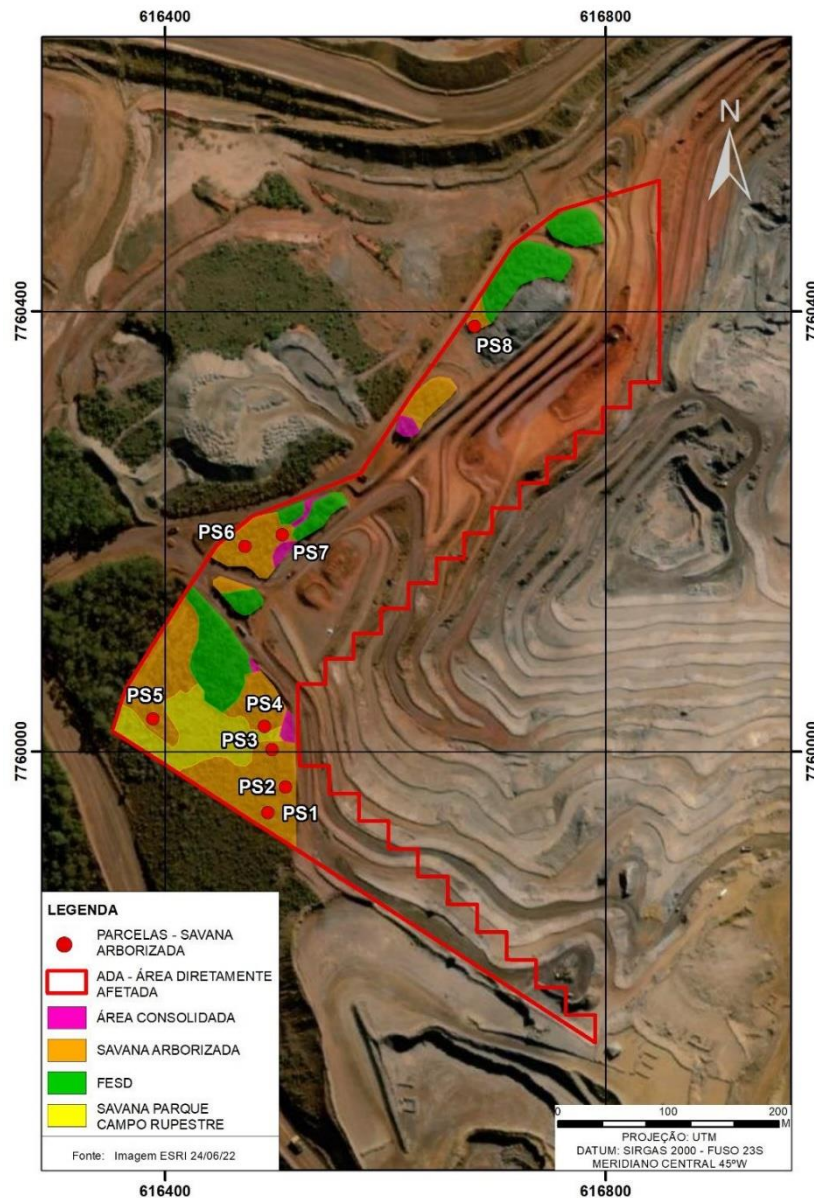 616400
616800
N
7760400
7760400
PS8
PS6
PS7
PS5
PS4
PS3
7760000
7760000
PS2
PS1
LEGENDA
PARCELAS - SAVANA
ARBORIZADA
ADA - ÁREA DIRETAMENTE
AFETADA
ÁREA CONSOLIDADA
SAVANA ARBORIZADA
FESD
SAVANA PARQUE
CAMPO RUPESTRE
Fonte: Imagem ESRI 24/06/22
0 100 200
M
PROJEÇÃO: UTM
DATUM: SIRGAS 2000 - FUSO 23S
MERIDIANO CENTRAL 45ºW
616400
616800